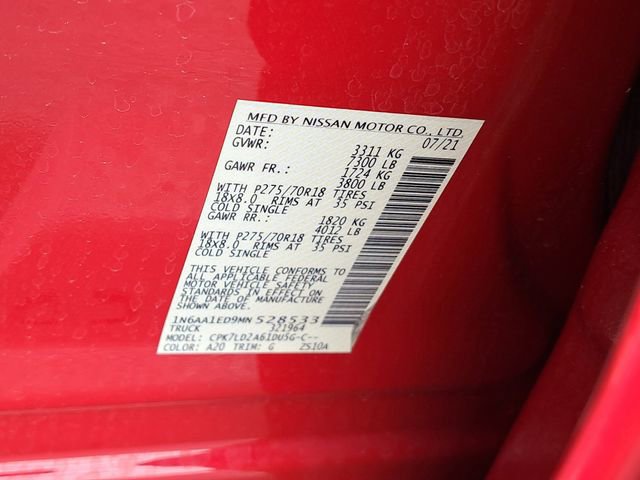 MFD BY NISSAN MOTOR CO., LTD.
DATE: 07/21
GVWR: 3311 KG
7300 LB
GAWR FR.: 1724 KG
3800 LB
WITH P275/70R18 TIRES
18X8.0 RIMS AT 35 PSI
COLD SINGLE
GAWR RR.: 1820 KG
4012 LB
WITH P275/70R18 TIRES
18X8.0 RIMS AT 35 PSI
COLD SINGLE
THIS VEHICLE CONFORMS TO
ALL APPLICABLE FEDERAL
MOTOR VEHICLE SAFETY
STANDARDS IN EFFECT ON
THE DATE OF MANUFACTURE
SHOWN ABOVE.
1N6AA1ED9MN528533
TRUCK 321964
MODEL: CPK7LD2A61DU5G-C--
COLOR: A20 TRIM: G 2S10A